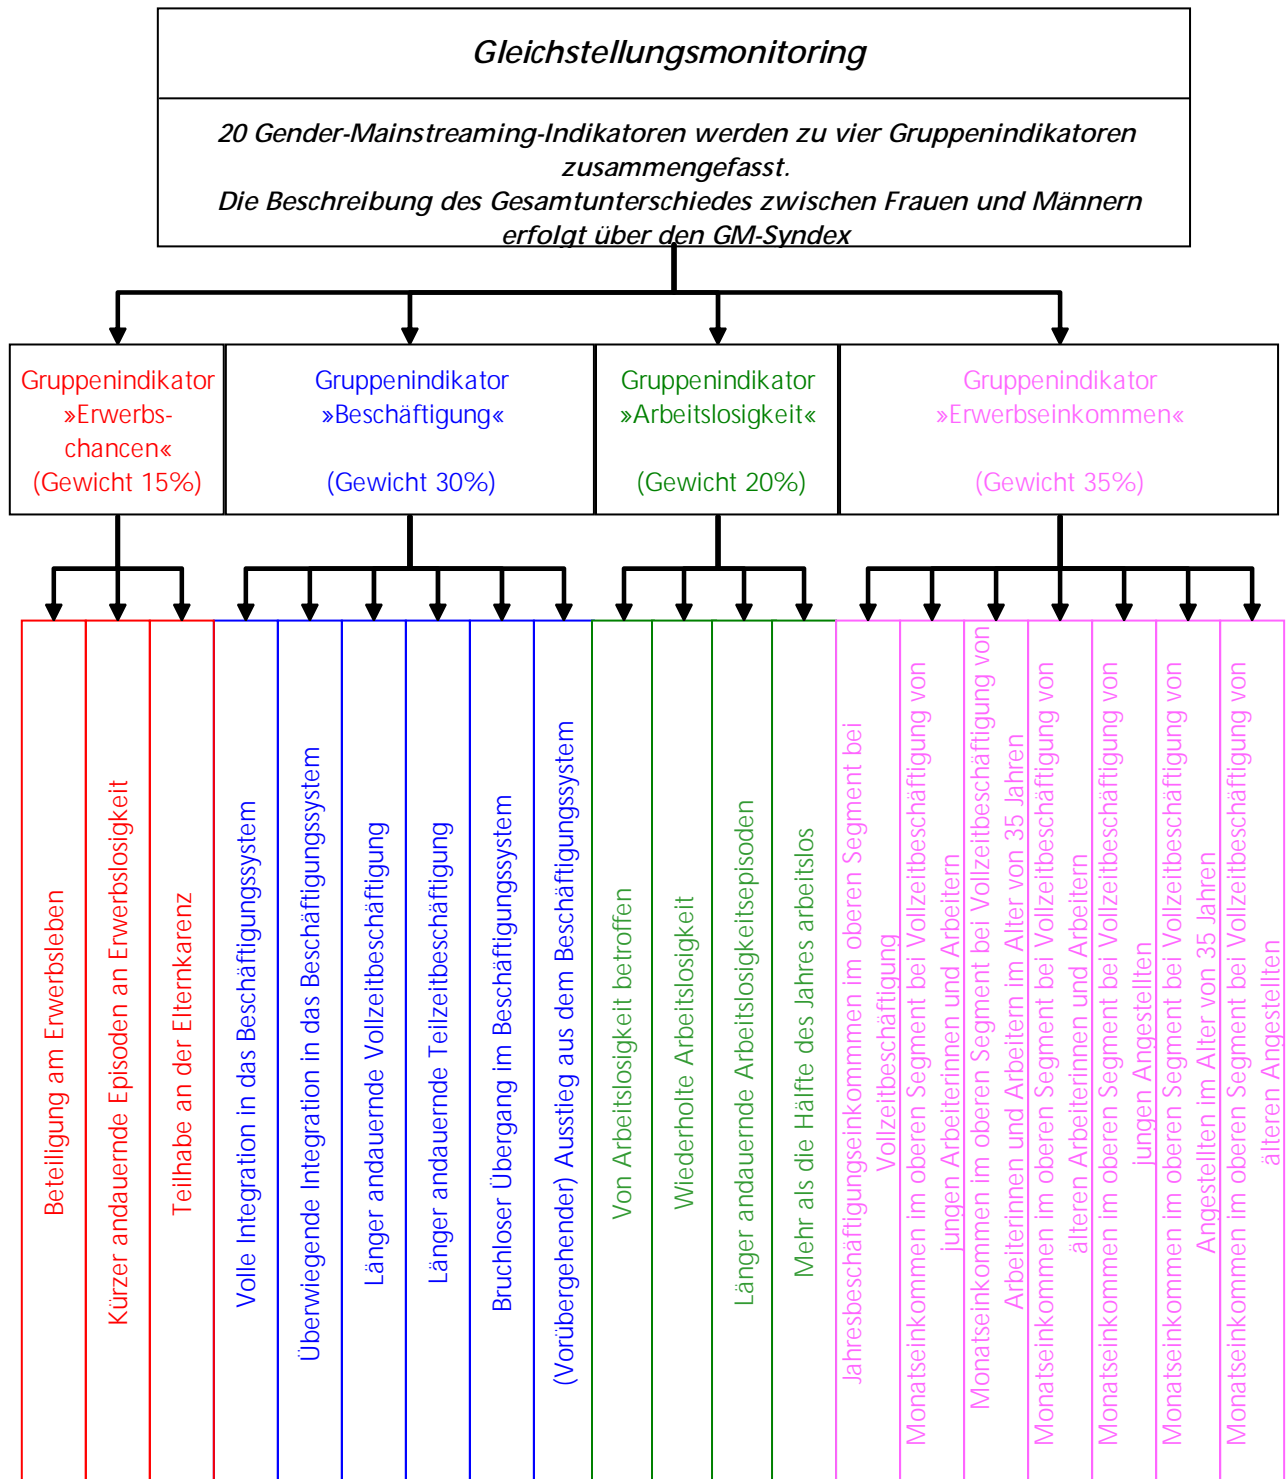 Gleichstellungsmonitoring
20 Gender-Mainstreaming-Indikatoren werden zu vier Gruppenindikatoren
zusammengefasst.
Die Beschreibung des Gesamtunterschiedes zwischen Frauen und Männern
erfolgt über den GM-Syndex
Gruppenindikator
»Erwerbs-
chancen«
(Gewicht 15%)
Gruppenindikator
»Beschäftigung«
(Gewicht 30%)
Gruppenindikator
»Arbeitslosigkeit«
(Gewicht 20%)
Gruppenindikator
»Erwerbseinkommen«
(Gewicht 35%)
Beteiligung am Erwerbsleben
Kürzer andauernde Episoden an Erwerbslosigkeit
Teilhabe an der Elternkarenz
Volle Integration in das Beschäftigungssystem
Überwiegende Integration in das Beschäftigungssystem
Länger andauernde Vollzeitbeschäftigung
Länger andauernde Teilzeitbeschäftigung
Bruchloser Übergang im Beschäftigungssystem
(Vorübergehender) Ausstieg aus dem Beschäftigungssystem
Von Arbeitslosigkeit betroffen
Wiederholte Arbeitslosigkeit
Länger andauernde Arbeitslosigkeitsepisoden
Mehr als die Hälfte des Jahres arbeitslos
Jahresbeschäftigungseinkommen im oberen Segment bei
Vollzeitbeschäftigung
Monatseinkommen im oberen Segment bei Vollzeitbeschäftigung von
jungen Arbeiterinnen und Arbeitern
Monatseinkommen im oberen Segment bei Vollzeitbeschäftigung von
Arbeiterinnen und Arbeitern im Alter von 35 Jahren
Monatseinkommen im oberen Segment bei Vollzeitbeschäftigung von
älteren Arbeiterinnen und Arbeitern
Monatseinkommen im oberen Segment bei Vollzeitbeschäftigung von
jungen Angestellten
Monatseinkommen im oberen Segment bei Vollzeitbeschäftigung von
Angestellten im Alter von 35 Jahren
Monatseinkommen im oberen Segment bei Vollzeitbeschäftigung von
älteren Angestellten